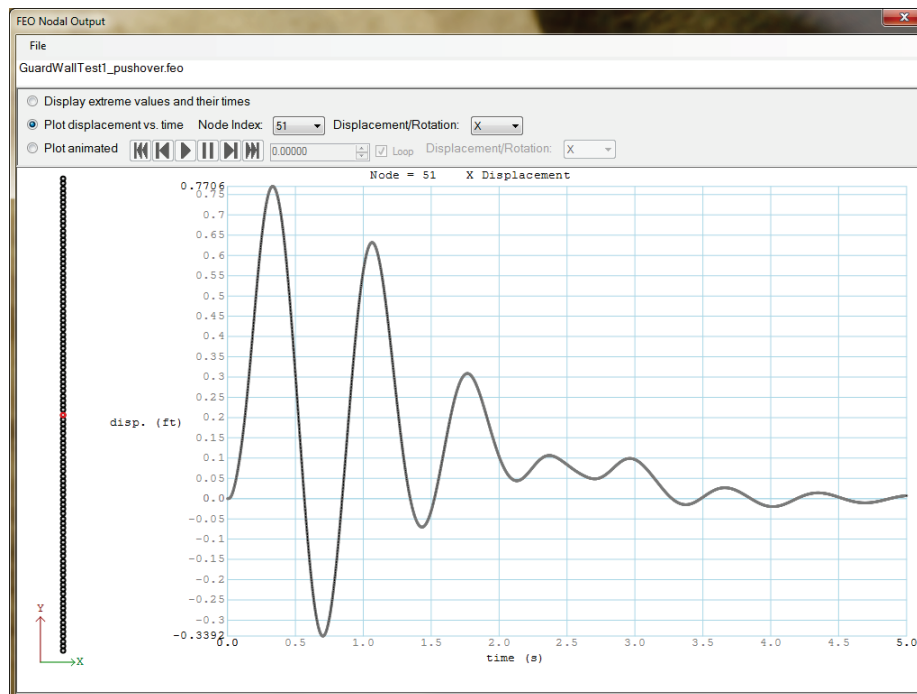 FEO Nodal Output
File
GuardWallTest1_pushover.feo
Display extreme values and their times
Plot displacement vs. time Node Index: 51 Displacement/Rotation: X
Plot animated 0.00000 Loop Displacement/Rotation: X
Node = 51 X Displacement
0.7706
0.75
0.7
0.65
0.6
0.55
0.5
0.45
0.4
0.35
0.3
0.25
0.2
disp. (ft)
0.15
0.1
0.05
0.0
-0.05
-0.1
-0.15
-0.2
-0.25
-0.3
-0.3392
0.0 0.5 1.0 1.5 2.0 2.5 3.0 3.5 4.0 4.5 5.0
time (s)
Y
X